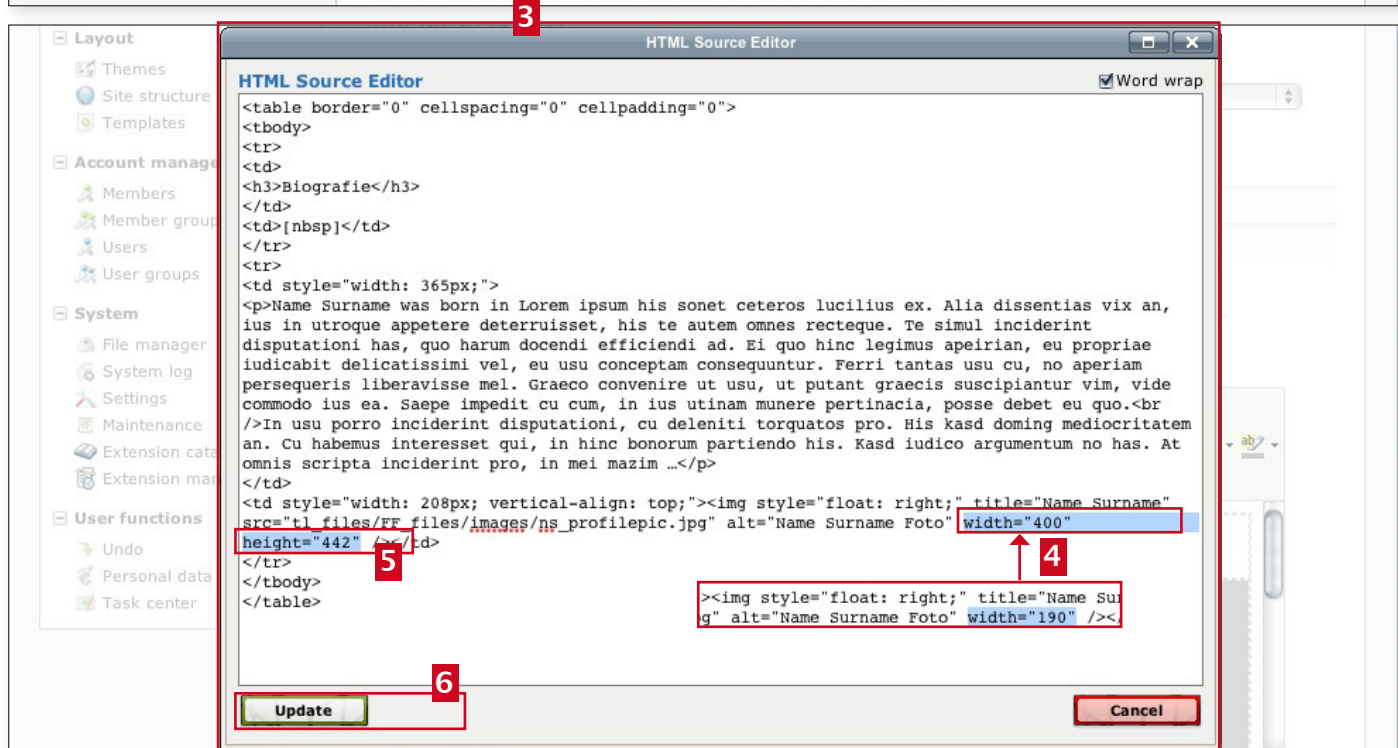 3
Layout
Themes
Site structure
Templates
Account manage
Members
Member group
Users
User groups
System
File manager
System log
Settings
Maintenance
Extension cata
Extension man
User functions
Undo
Personal data
Task center
HTML Source Editor
HTML Source Editor
Word wrap
<table border="0" cellspacing="0" cellpadding="0">
<tbody>
<tr>
<td>
<h3>Biografie</h3>
</td>
<td>[nbsp]</td>
</tr>
<tr>
<td style="width: 365px;">
<p>Name Surname was born in Lorem ipsum his sonet ceteros lucilius ex. Alia dissentias vix an,
ius in utroque appetere deterruisset, his te autem omnes recteque. Te simul inciderint
disputationi has, quo harum docendi efficiendi ad. Ei quo hinc legimus apeirian, eu propriae
iudicabit delicatissimi vel, eu usu conceptam consequuntur. Ferri tantas usu cu, no aperiam
persequeris liberavisse mel. Graeco convenire ut usu, ut putant graecis suscipiantur vim, vide
commodo ius ea. Saepe impedit cu cum, in ius utinam munere pertinacia, posse debet eu quo.<br
/>In usu porro inciderint disputationi, cu deleniti torquatos pro. His kasd doming mediocritatem
an. Cu habemus interesset qui, in hinc bonorum partiendo his. Kasd iudico argumentum no has. At
omnis scripta inciderint pro, in mei mazim …</p>
</td>
<td style="width: 208px; vertical-align: top;"><img style="float: right;" title="Name Surname"
src="tl_files/FF_files/images/ns_profilepic.jpg" alt="Name Surname Foto" width="400"
height="442" /></td>
5
4
</tr>
</tbody>
</table>
><img style="float: right;" title="Name Sur
og" alt="Name Surname Foto" width="190" /></
6
Update
Cancel
ab